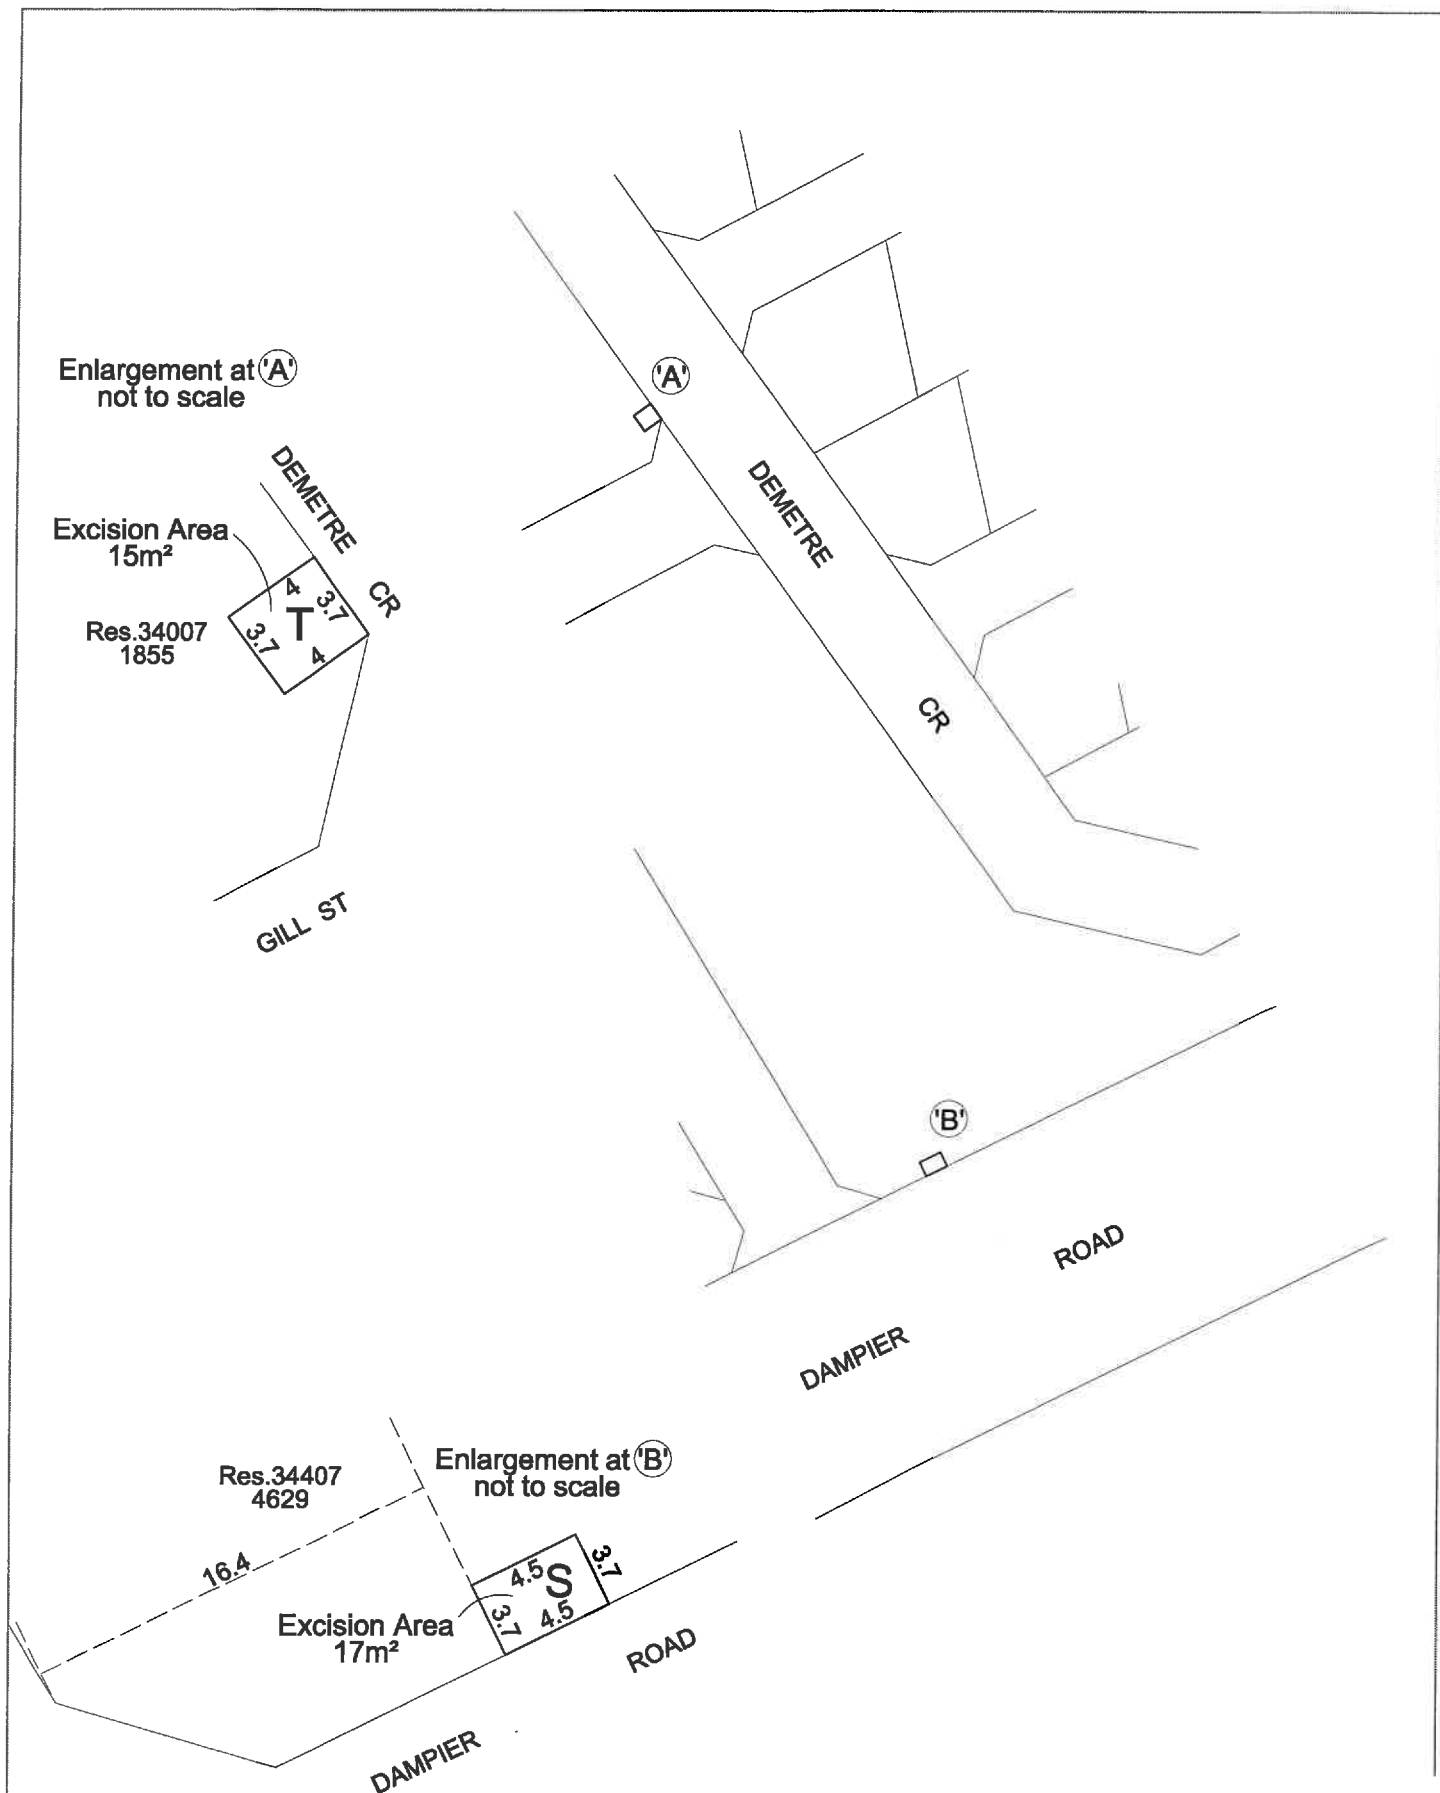 Enlargement at 'A'
not to scale
'A'
DEMETRE CR
Excision Area
15m²
4
3.7
T
3.7
4
Res.34007
1855
GILL ST
DEMETRE CR
'B'
DAMPIER ROAD
Enlargement at 'B'
not to scale
Res.34407
4629
16.4
4.5
S
3.7
3.7
4.5
Excision Area
17m²
DAMPIER ROAD